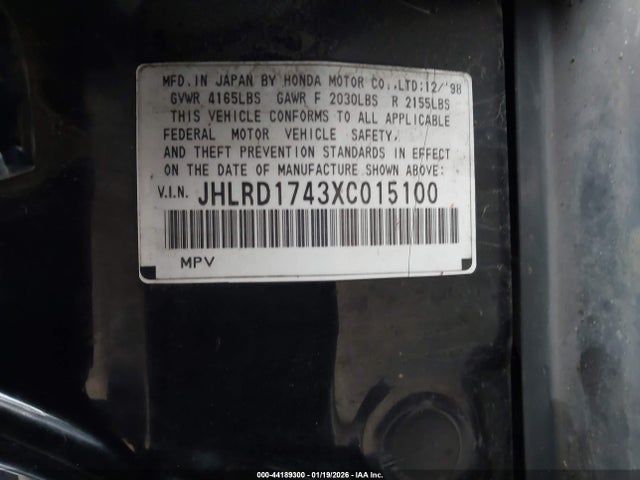 MFD. IN JAPAN BY HONDA MOTOR CO., LTD: 12/'98
GVWR 4165LBS GAWR F 2030LBS R 2155LBS
THIS VEHICLE CONFORMS TO ALL APPLICABLE
FEDERAL MOTOR VEHICLE SAFETY,
AND THEFT PREVENTION STANDARDS IN EFFECT
ON THE DATE OF MANUFACTURE SHOWN ABOVE:
V.I.N. JHLRD1743XC015100
MPV
000-44189300 - 01/19/2026 - IAA Inc.